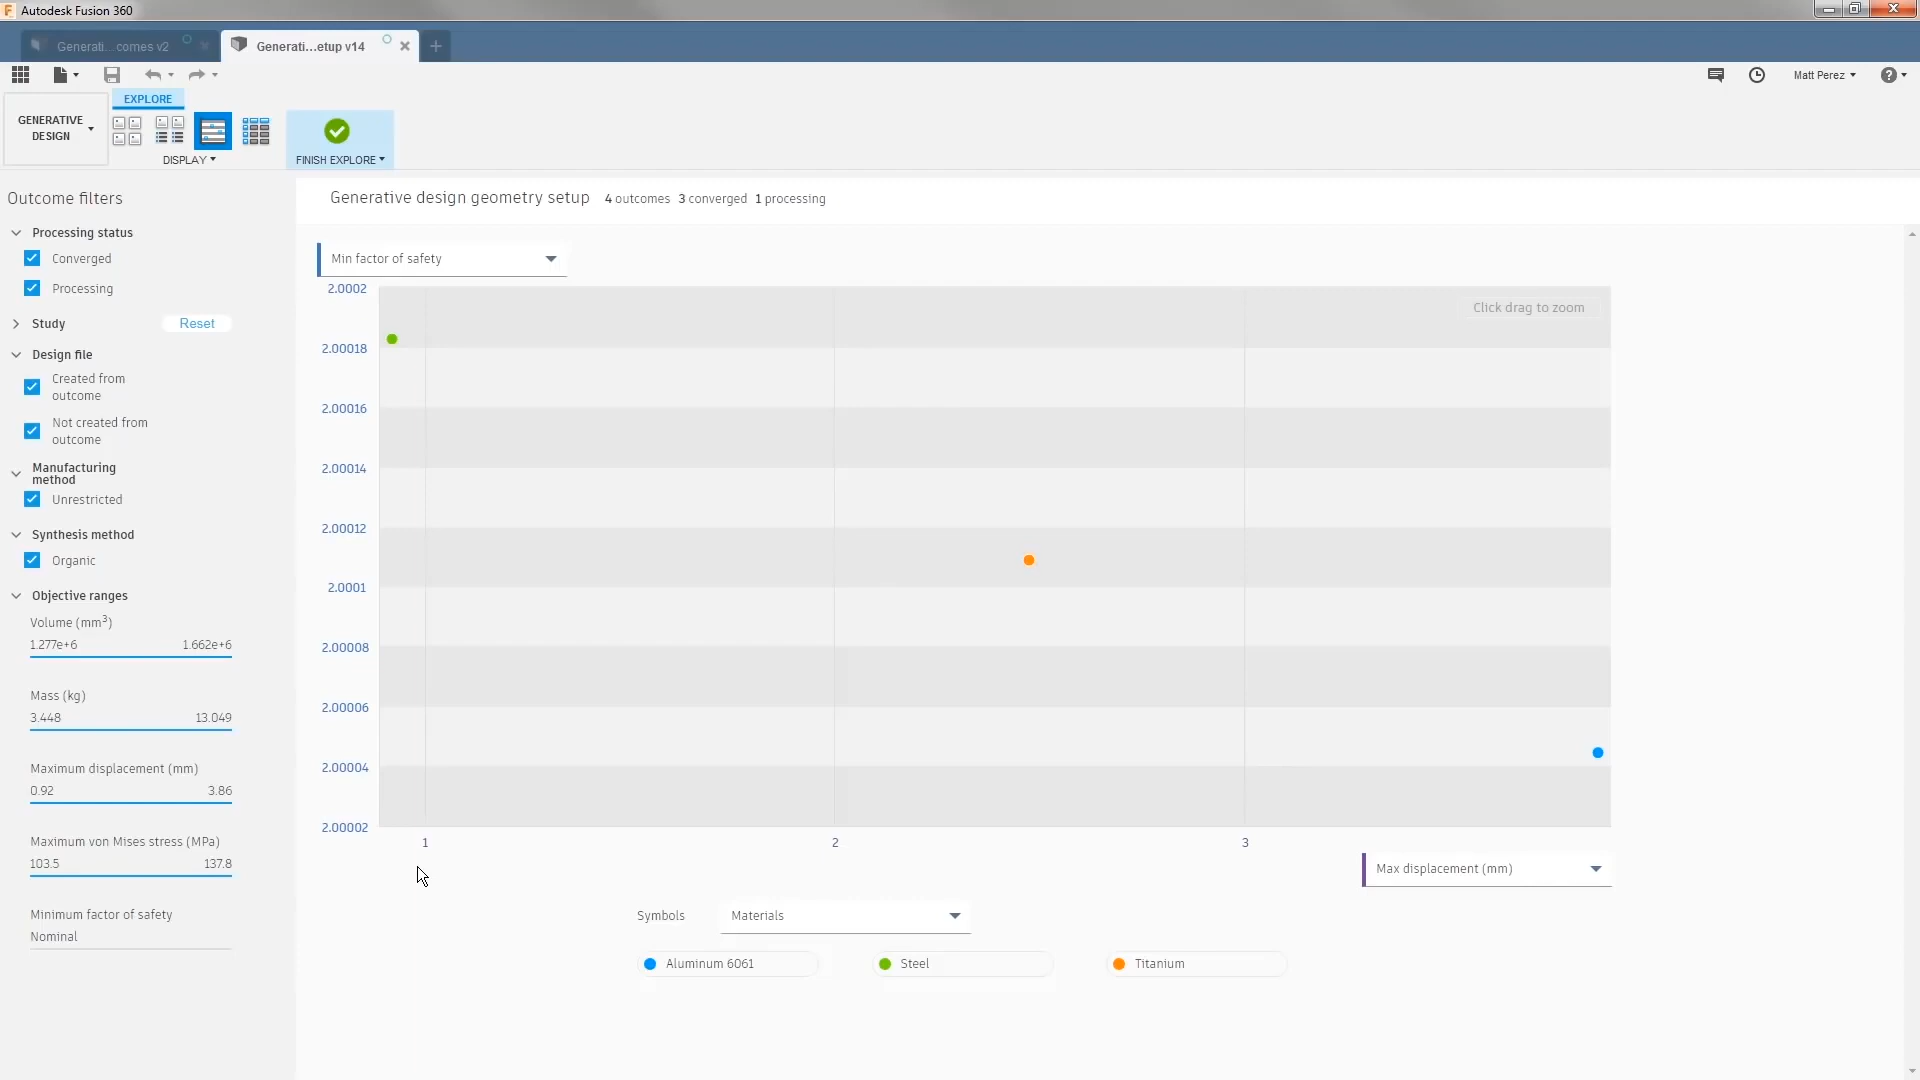 Autodesk Fusion 360
Generati...comes v2
Generati...etup v14
Matt Perez
EXPLORE
GENERATIVE
DESIGN
DISPLAY
FINISH EXPLORE
Outcome filters
Generative design geometry setup 4 outcomes 3 converged 1 processing
Processing status
Converged
Processing
Study
Reset
Design file
Created from
outcome
Not created from
outcome
Manufacturing
method
Unrestricted
Synthesis method
Organic
Objective ranges
Volume (mm³)
1.277e+6 1.662e+6
Mass (kg)
3.448 13.049
Maximum displacement (mm)
0.92 3.86
Maximum von Mises stress (MPa)
103.5 137.8
Minimum factor of safety
Nominal
Min factor of safety
Click drag to zoom
2.0002
2.00018
2.00016
2.00014
2.00012
2.0001
2.00008
2.00006
2.00004
2.00002
1 2 3
Max displacement (mm)
Symbols Materials
Aluminum 6061 Steel Titanium